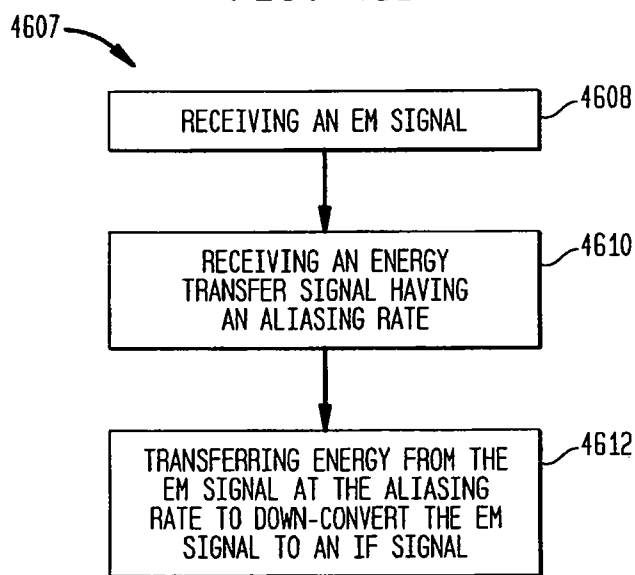 4607
RECEIVING AN EM SIGNAL
4608
RECEIVING AN ENERGY
TRANSFER SIGNAL HAVING
AN ALIASING RATE
4610
TRANSFERRING ENERGY FROM THE
EM SIGNAL AT THE ALIASING
RATE TO DOWN-CONVERT THE EM
SIGNAL TO AN IF SIGNAL
4612